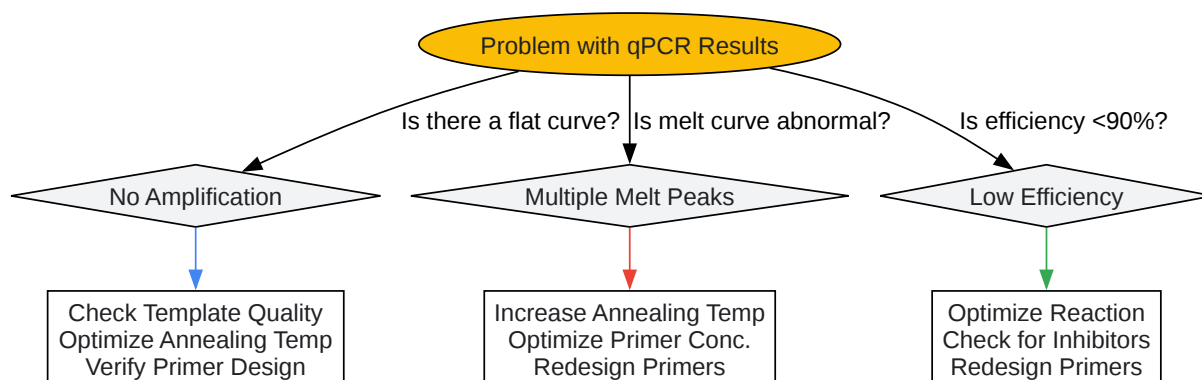 Problem with qPCR Results
Is there a flat curve?
Is melt curve abnormal?
Is efficiency <90%?
No Amplification
Multiple Melt Peaks
Low Efficiency
Check Template Quality
Optimize Annealing Temp
Verify Primer Design
Increase Annealing Temp
Optimize Primer Conc.
Redesign Primers
Optimize Reaction
Check for Inhibitors
Redesign Primers